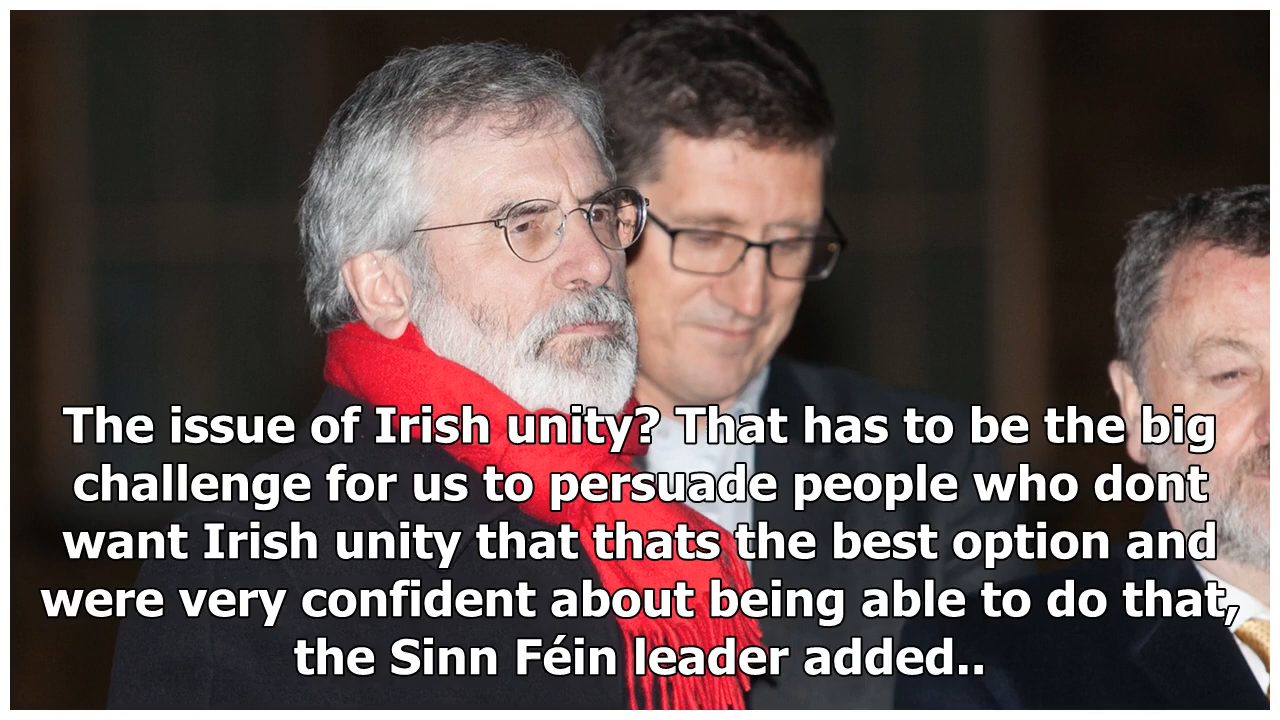 The issue of Irish unity? That has to be the big
challenge for us to persuade people who dont
want Irish unity that thats the best option and
were very confident about being able to do that,
the Sinn Féin leader added..